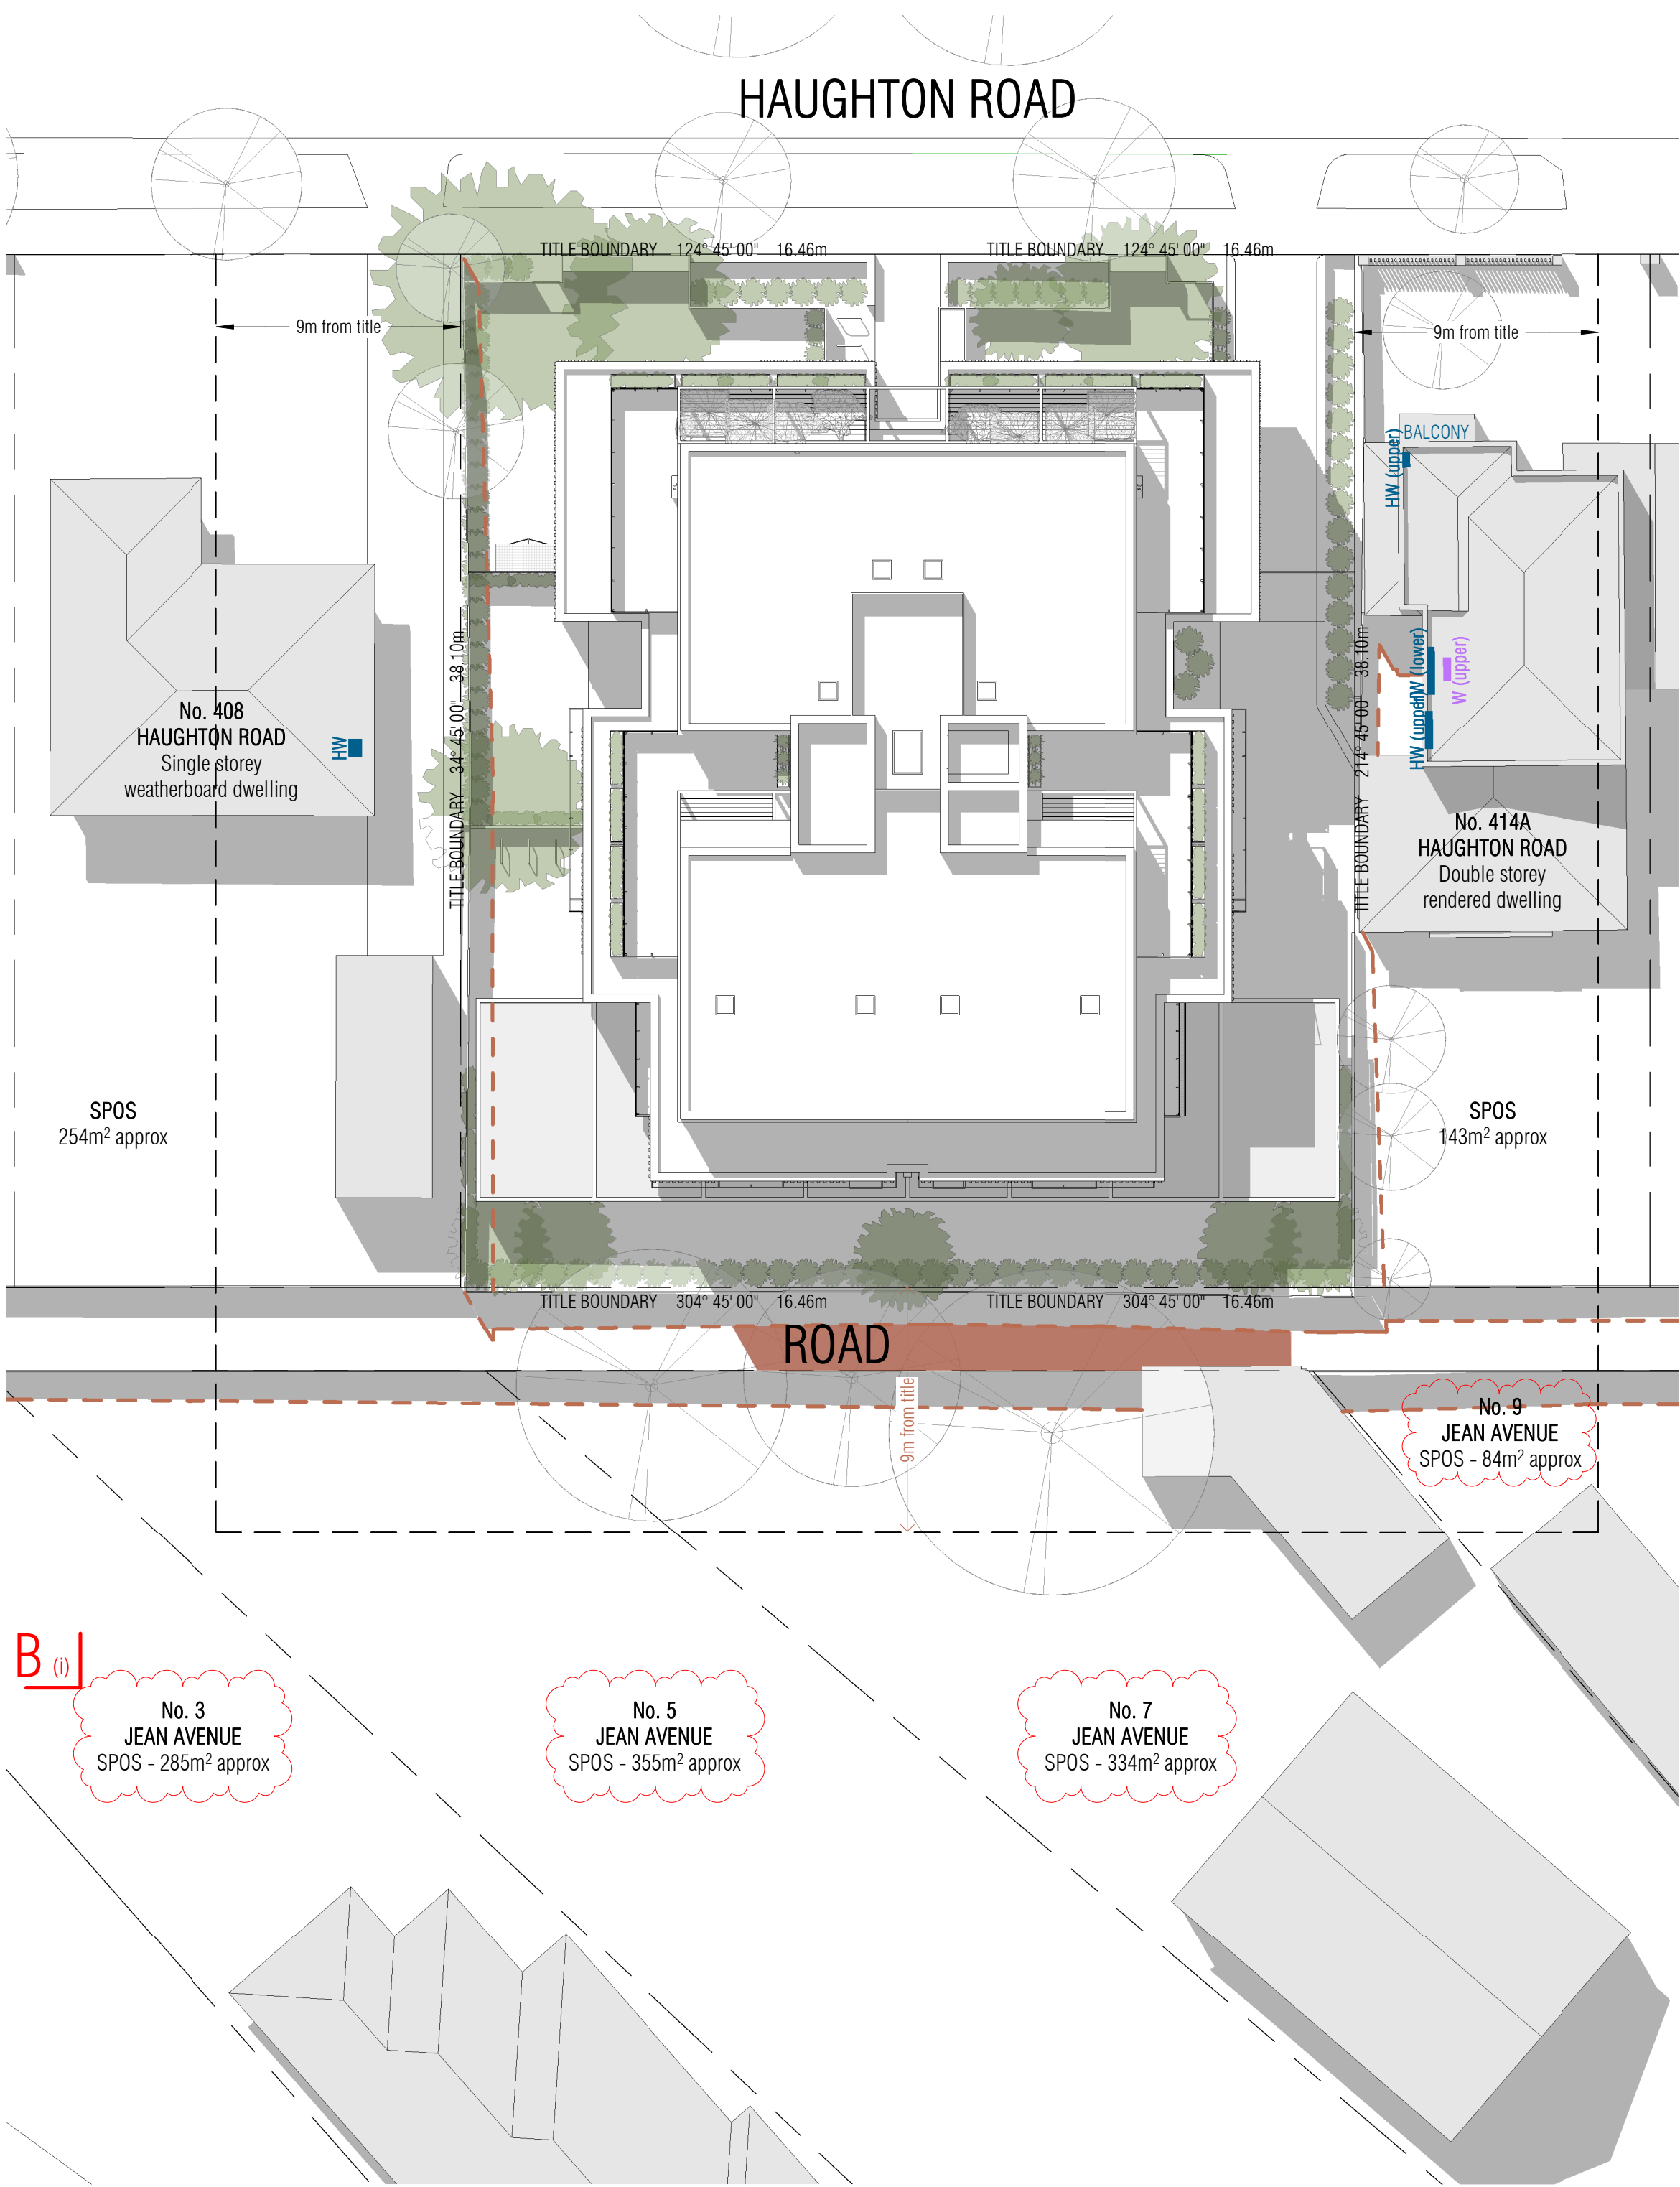 HAUGHTON ROAD
TITLE BOUNDARY 124° 45' 00" 16.46m
TITLE BOUNDARY 124° 45' 00" 16.46m
9m from title
9m from title
BALCONY
HW (upper)
HW (lower)
W (upper)
HW (upper)
TITLE BOUNDARY 34° 45' 00" 38.10m
TITLE BOUNDARY 214° 45' 00" 38.10m
No. 408
HAUGHTON ROAD
Single storey
weatherboard dwelling
HW
No. 414A
HAUGHTON ROAD
Double storey
rendered dwelling
SPOS
254m² approx
SPOS
143m² approx
TITLE BOUNDARY 304° 45' 00" 16.46m
TITLE BOUNDARY 304° 45' 00" 16.46m
ROAD
9m from title
No. 9
JEAN AVENUE
SPOS - 84m² approx
B (i)
No. 3
JEAN AVENUE
SPOS - 285m² approx
No. 5
JEAN AVENUE
SPOS - 355m² approx
No. 7
JEAN AVENUE
SPOS - 334m² approx